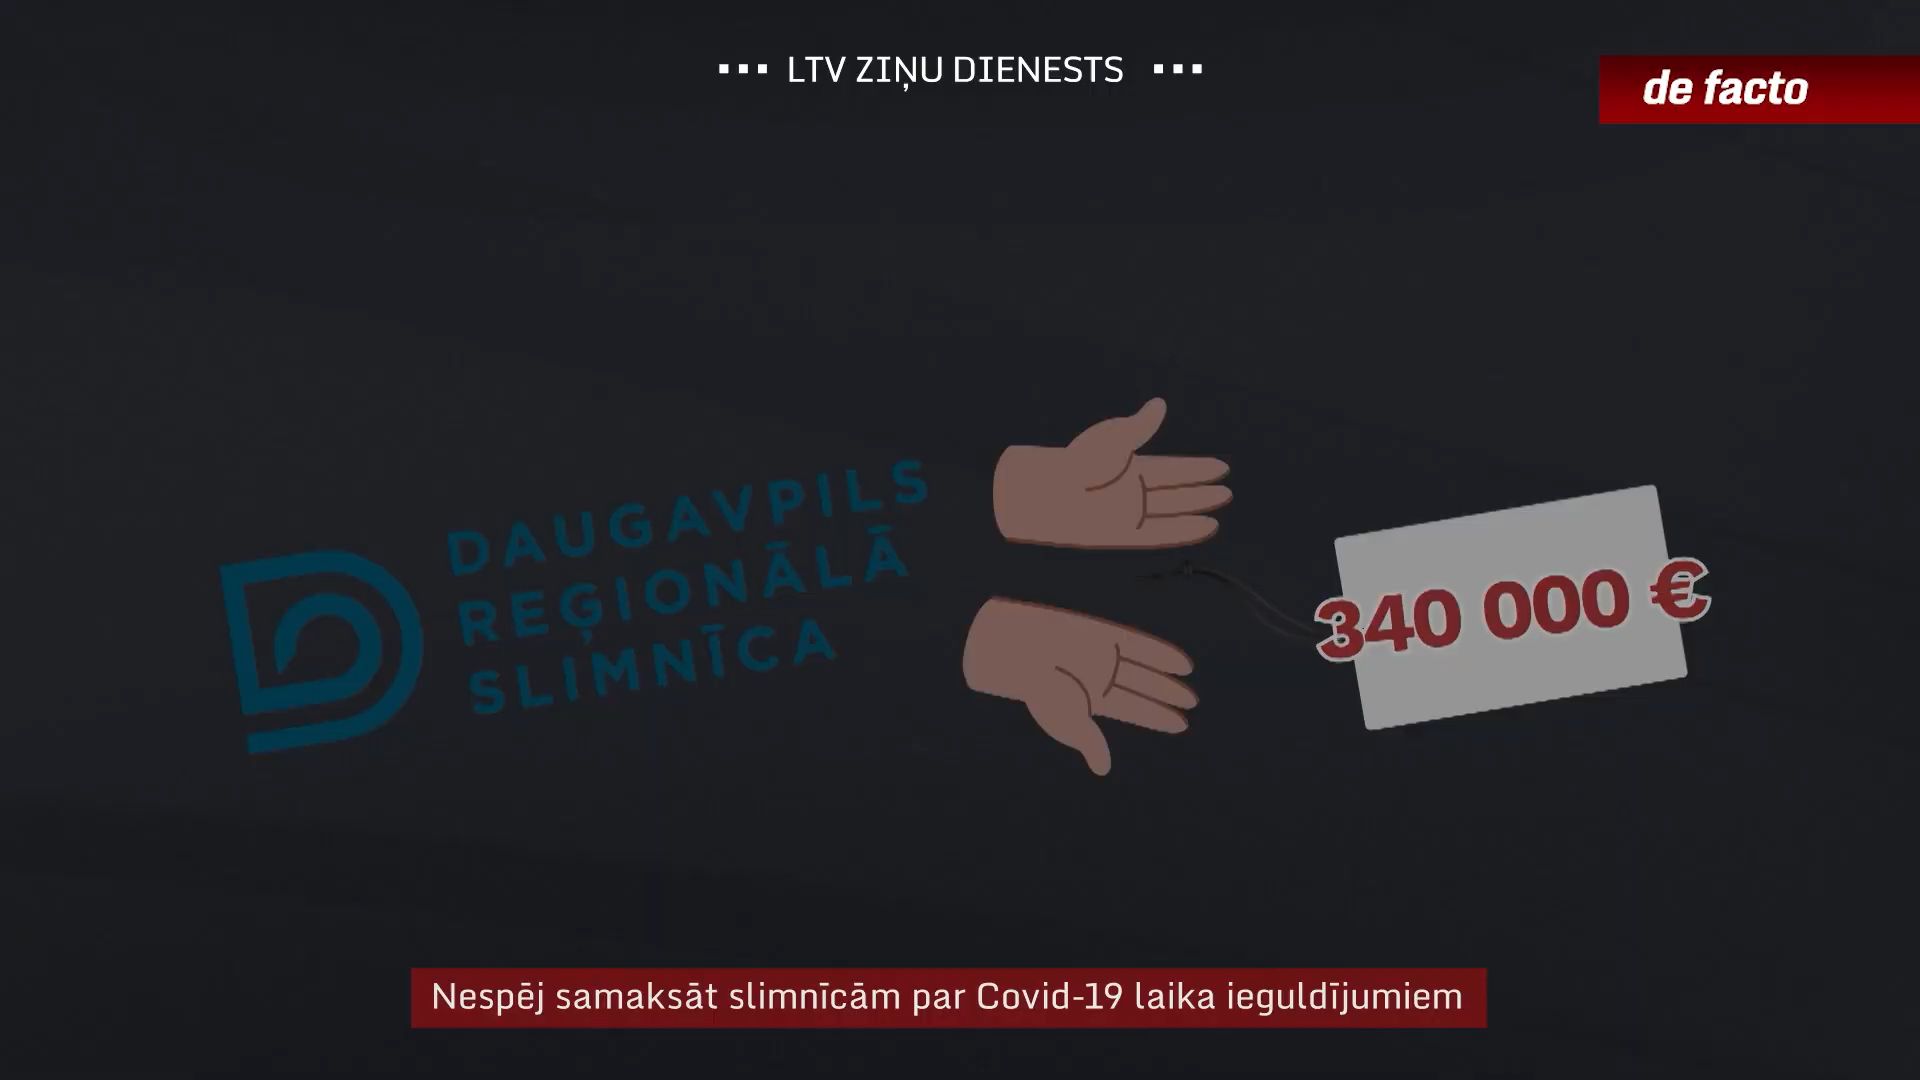 LTV ZIŅU DIENESTS
de facto
DAUGAVPILS
REĢIONĀLĀ
SLIMNĪCA
340 000 €
Nespēj samaksāt slimnīcām par Covid-19 laika ieguldījumiem